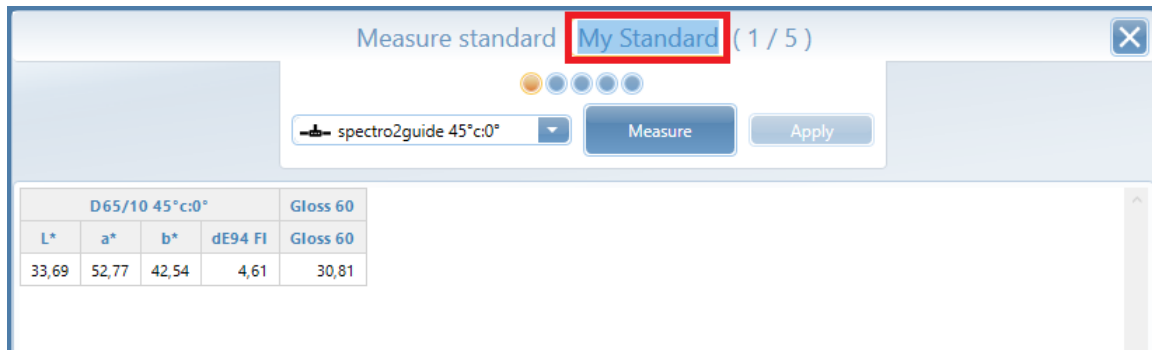 Measure standard My Standard ( 1 / 5 )
spectro2guide 45°c:0° Measure Apply
D65/10 45°c:0° Gloss 60
L* a* b* dE94 Fl Gloss 60
33,69 52,77 42,54 4,61 30,81